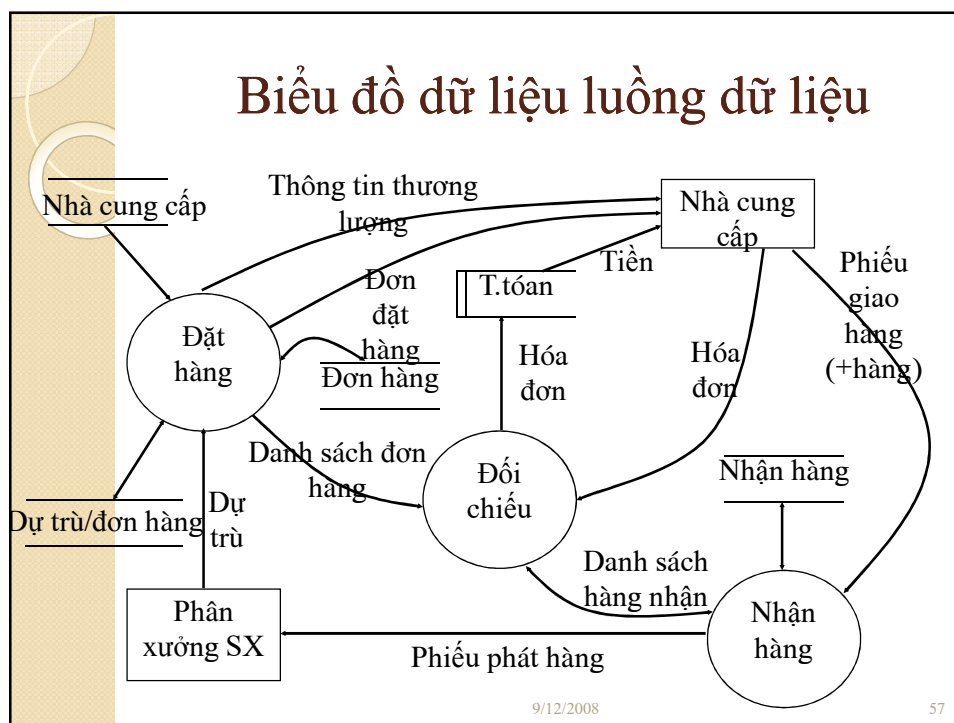 Biểu đồ dữ liệu luồng dữ liệu
Nhà cung cấp
Thông tin thương
lượng
Nhà cung
cấp
Tiền
T.tóan
Đơn
đặt
hàng
Phiếu
giao
hàng
(+hàng)
Đặt
hàng
Đơn hàng
Hóa
đơn
Hóa
đơn
Danh sách đơn
hàng
Đối
chiếu
Nhận hàng
Dự trù/đơn hàng
Dự
trù
Danh sách
hàng nhận
Phân
xưởng SX
Phiếu phát hàng
Nhận
hàng
9/12/2008
57